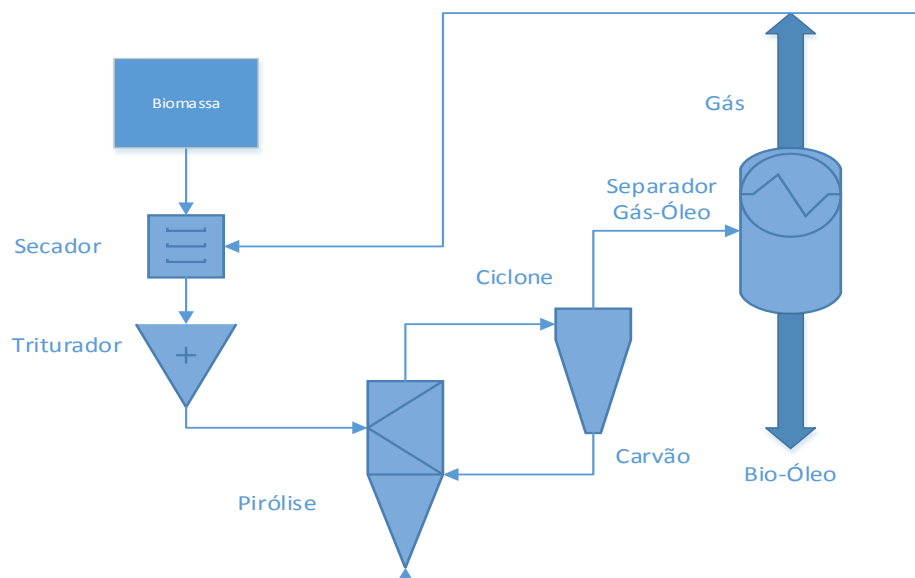 Biomassa
Gás
Separador
Gás-Óleo
Secador
Ciclone
Triturador
Carvão
Bio-Óleo
Pirólise